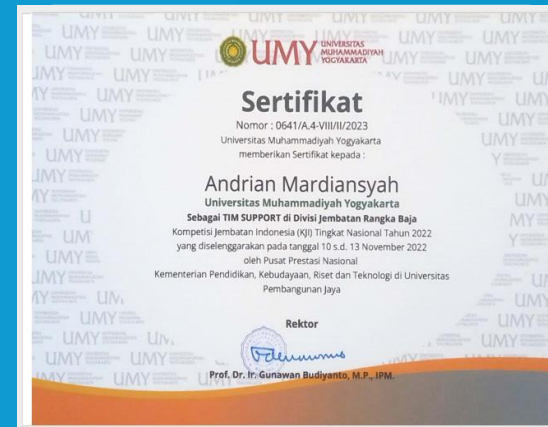 UMY UNIVERSITAS
MUHAMMADIYAH
YOGYAKARTA
Sertifikat
Nomor : 0641/A.4-VIII/II/2023
Universitas Muhammadiyah Yogyakarta
memberikan Sertifikat kepada :
Andrian Mardiansyah
Universitas Muhammadiyah Yogyakarta
Sebagai TIM SUPPORT di Divisi Jembatan Rangka Baja
Kompetisi Jembatan Indonesia (KJI) Tingkat Nasional Tahun 2022
yang diselenggarakan pada tanggal 10 s.d. 13 November 2022
oleh Pusat Prestasi Nasional
Kementerian Pendidikan, Kebudayaan, Riset dan Teknologi di Universitas
Pembangunan Jaya
Rektor
Prof. Dr. Ir. Gunawan Budiyanto, M.P., IPM.